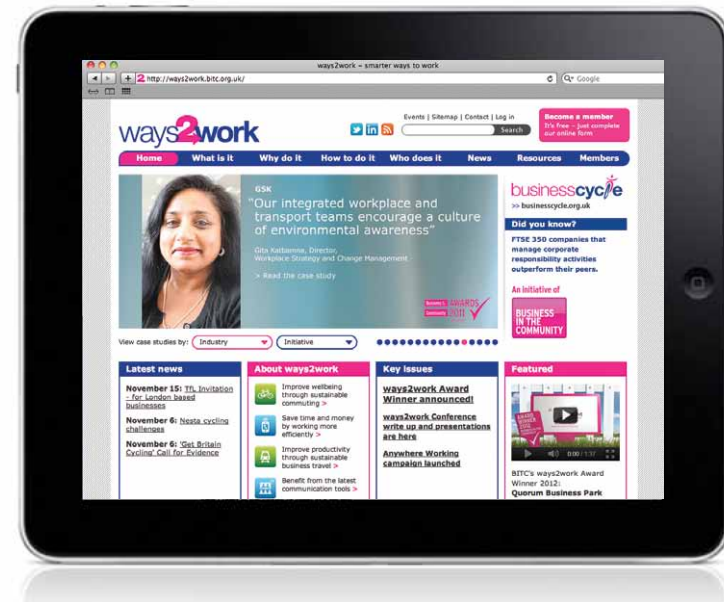 ways2work – smarter ways to work
2 http://ways2work.bitc.org.uk/
Google
Events | Sitemap | Contact | Log in
Search
Become a member
It's free – just complete
our online form
ways2work
Home What is it Why do it How to do it Who does it News Resources Members
GSK
"Our integrated workplace and
transport teams encourage a culture
of environmental awareness"
Gita Katbamna, Director,
Workplace Strategy and Change Management
> Read the case study
AWARDS
2011
businesscycle
>> businesscycle.org.uk
Did you know?
FTSE 350 companies that
manage corporate
responsibility activities
outperform their peers.
An initiative of
BUSINESS
IN THE
COMMUNITY
View case studies by: Industry Initiative
Latest news
November 15: TfL Invitation
- for London based
businesses
November 6: Nesta cycling
challenges
November 6: 'Get Britain
Cycling' Call for Evidence
About ways2work
Improve wellbeing
through sustainable
commuting >
Save time and money
by working more
efficiently >
Improve productivity
through sustainable
business travel >
Benefit from the latest
communication tools >
Key issues
ways2work Award
Winner announced!
ways2work Conference
write up and presentations
are here
Anywhere Working
campaign launched
Featured
0:00 / 1:37
BITC's ways2work Award
Winner 2012:
Quorum Business Park